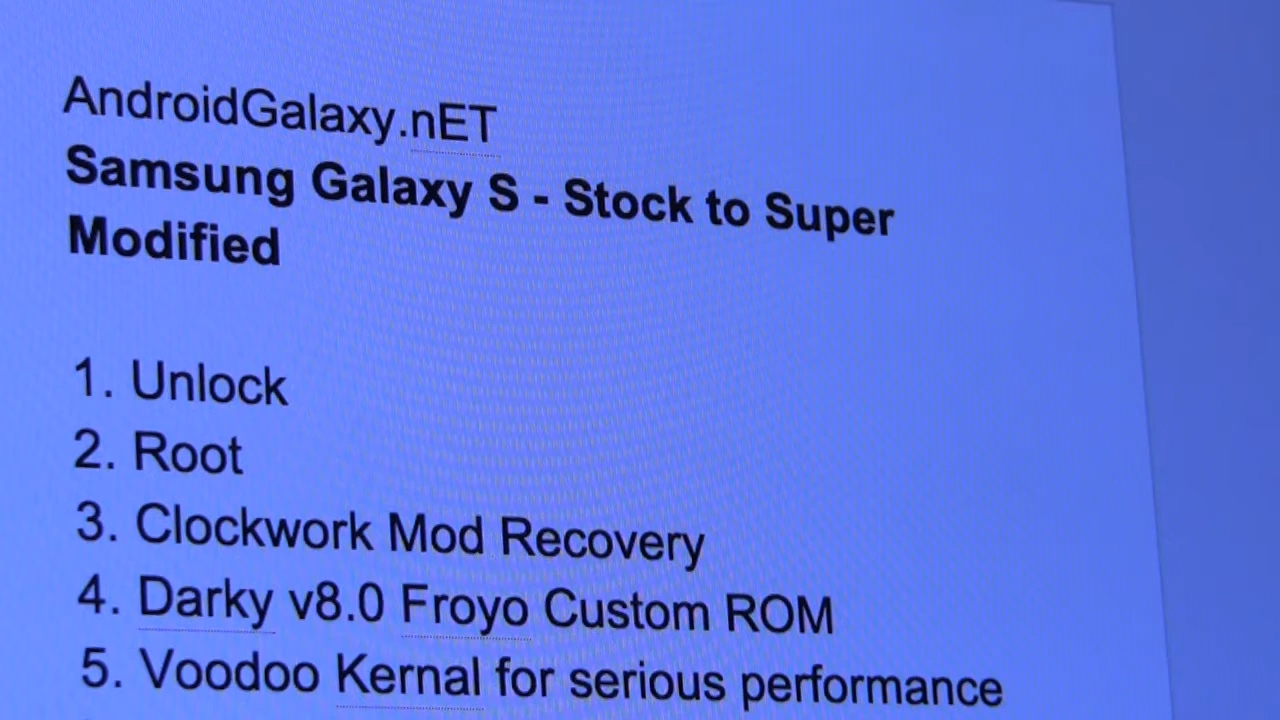 AndroidGalaxy.nET
Samsung Galaxy S - Stock to Super
Modified
1. Unlock
2. Root
3. Clockwork Mod Recovery
4. Darky v8.0 Froyo Custom ROM
5. Voodoo Kernal for serious performance